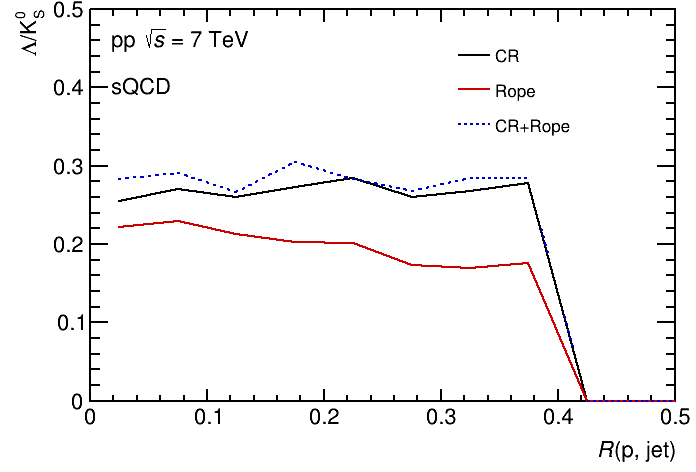 Λ/K⁰_S
0.5
0.4
0.3
0.2
0.1
0
pp √s = 7 TeV
sQCD
CR
Rope
CR+Rope
0 0.1 0.2 0.3 0.4 0.5
R(p, jet)